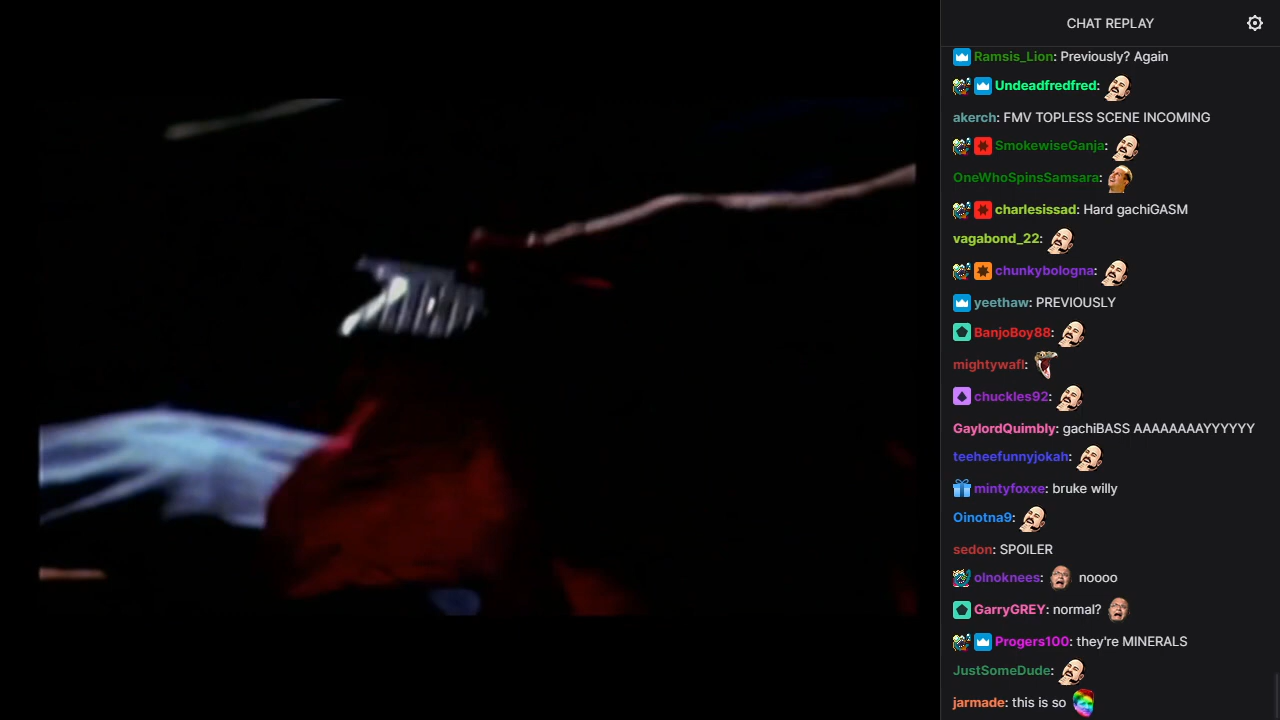 CHAT REPLAY
Ramsis_Lion: Previously? Again
Undeadfredfred:
akerch: FMV TOPLESS SCENE INCOMING
SmokewiseGanja:
OneWhoSpinsSamsara:
charlesissad: Hard gachiGASM
vagabond_22:
chunkybologna:
yeethaw: PREVIOUSLY
BanjoBoy88:
mightywafl:
chuckles92:
GaylordQuimbly: gachiBASS AAAAAAAAYYYYYY
teeheefunnyjokah:
mintyfoxxe: bruke willy
Oinotna9:
sedon: SPOILER
olnoknees: noooo
GarryGREY: normal?
Progers100: they're MINERALS
JustSomeDude:
jarmade: this is so